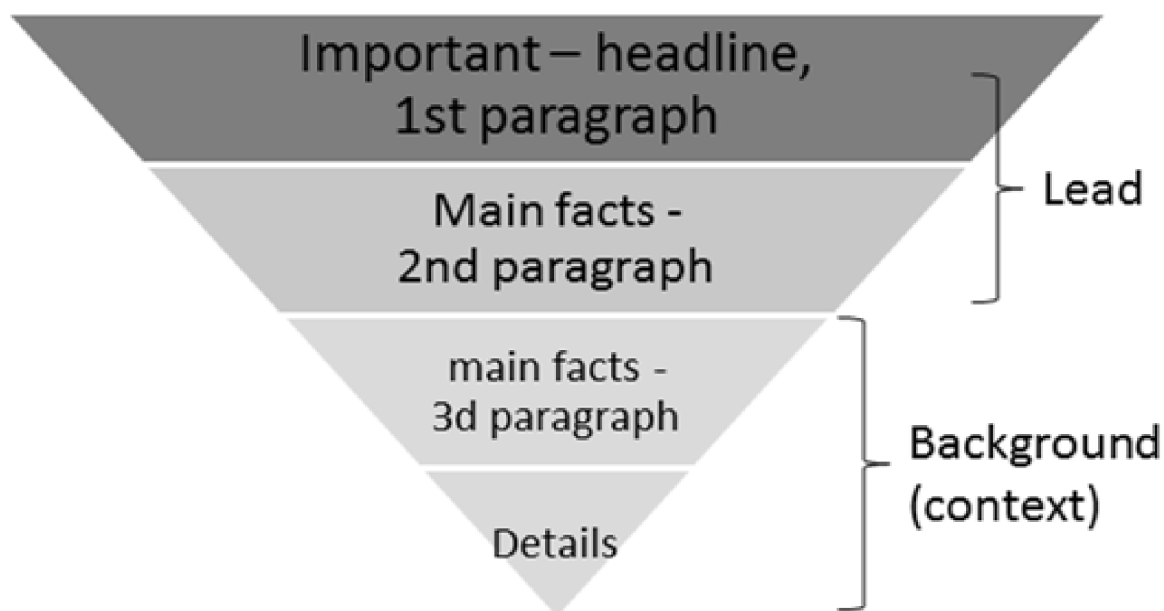 Important – headline,
1st paragraph
Lead
Main facts -
2nd paragraph
main facts -
3d paragraph
Background
(context)
Details